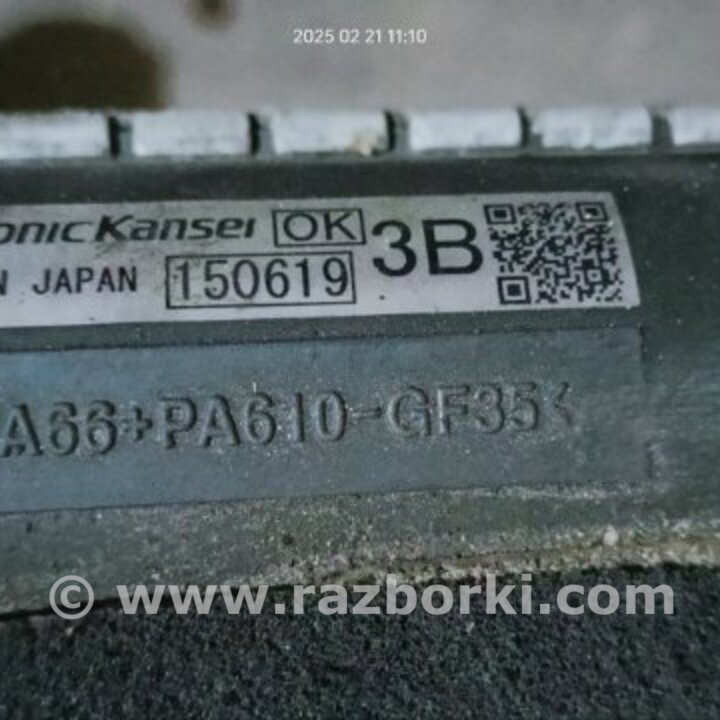 2025 02 21 11:10
onicKansei OK 3B
N JAPAN 150619
A66+PA610-GF35<
© www.razborki.com